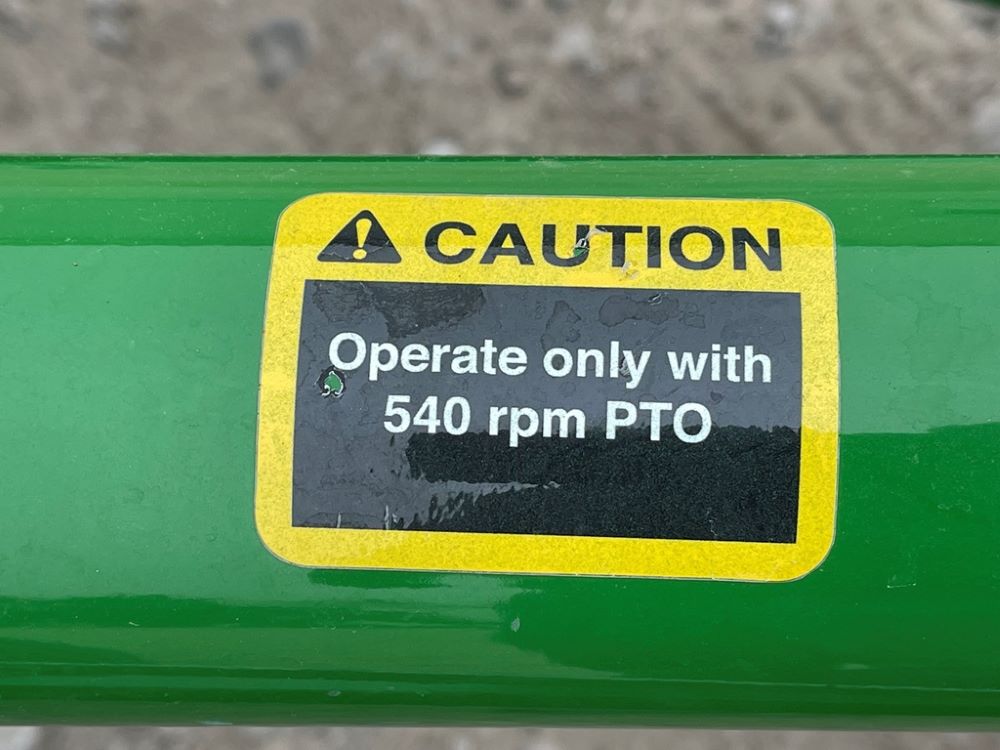 CAUTION
Operate only with
540 rpm PTO